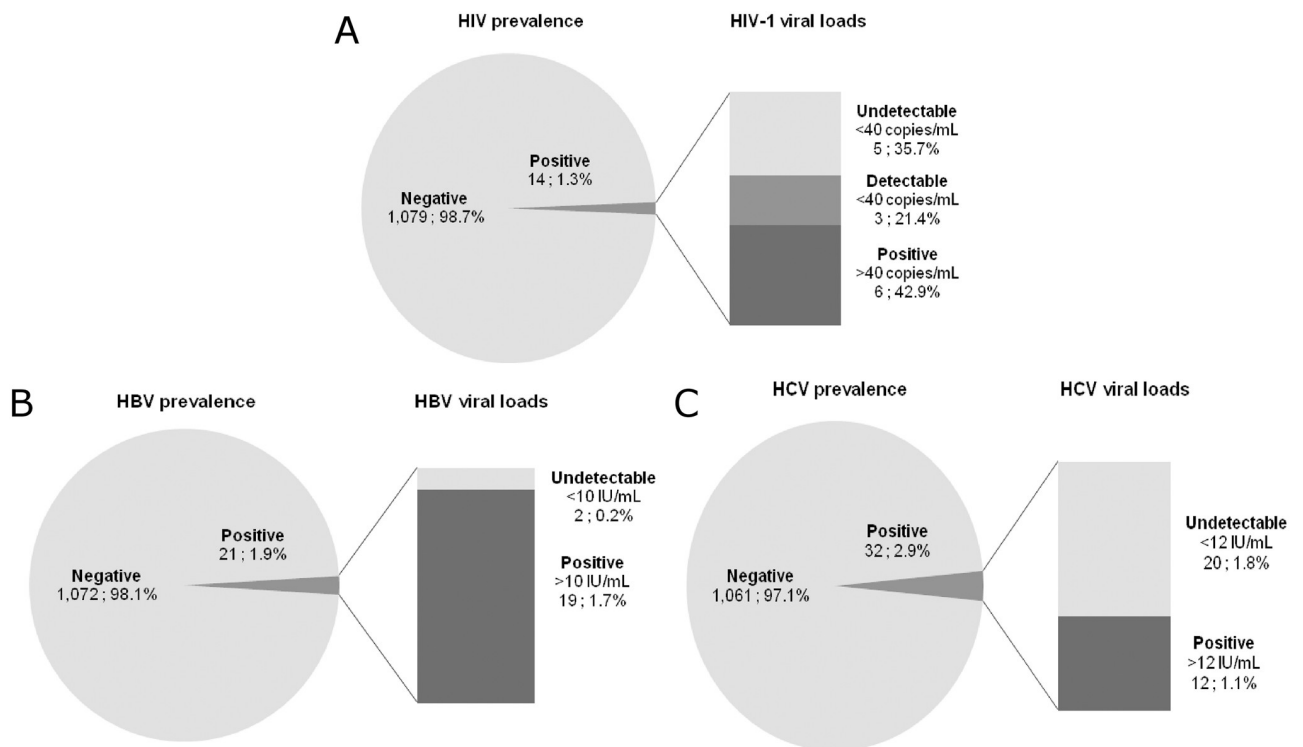 A
HIV prevalence
HIV-1 viral loads
Negative
1,079 ; 98.7%
Positive
14 ; 1.3%
Undetectable
<40 copies/mL
5 ; 35.7%
Detectable
<40 copies/mL
3 ; 21.4%
Positive
>40 copies/mL
6 ; 42.9%
B
HBV prevalence
HBV viral loads
Negative
1,072 ; 98.1%
Positive
21 ; 1.9%
Undetectable
<10 IU/mL
2 ; 0.2%
Positive
>10 IU/mL
19 ; 1.7%
C
HCV prevalence
HCV viral loads
Negative
1,061 ; 97.1%
Positive
32 ; 2.9%
Undetectable
<12 IU/mL
20 ; 1.8%
Positive
>12 IU/mL
12 ; 1.1%